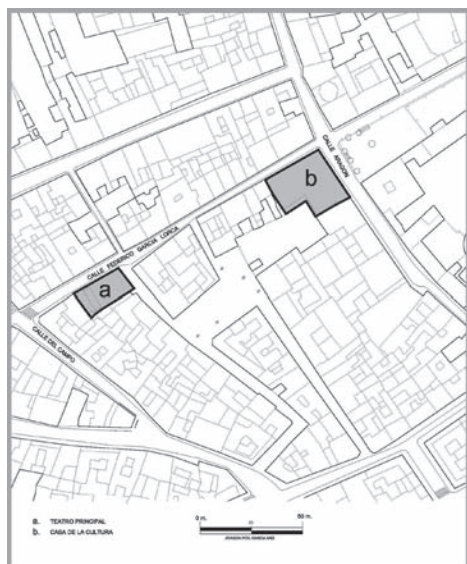 CALLE ARAGON
b
CALLE FEDERICO GARCIA LORCA
a
CALLE DEL CAMPO
a. TEATRO PRINCIPAL
b. CASA DE LA CULTURA
0 m. 50 m.